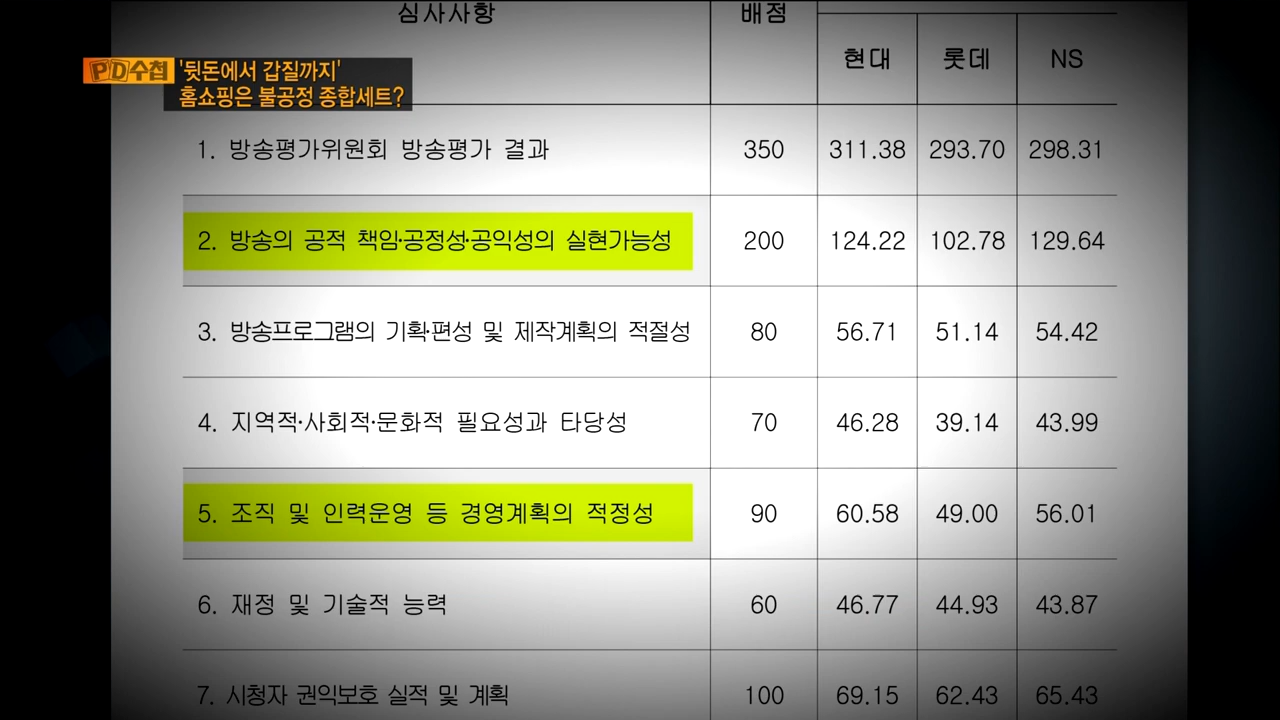 심사사항 배점
현대 롯데 NS
PD수첩 '뒷돈에서 갑질까지'
홈쇼핑은 불공정 종합세트?
1. 방송평가위원회 방송평가 결과 350 311.38 293.70 298.31
2. 방송의 공적 책임·공정성·공익성의 실현가능성 200 124.22 102.78 129.64
3. 방송프로그램의 기획·편성 및 제작계획의 적절성 80 56.71 51.14 54.42
4. 지역적·사회적·문화적 필요성과 타당성 70 46.28 39.14 43.99
5. 조직 및 인력운영 등 경영계획의 적정성 90 60.58 49.00 56.01
6. 재정 및 기술적 능력 60 46.77 44.93 43.87
7. 시청자 권익보호 실적 및 계획 100 69.15 62.43 65.43